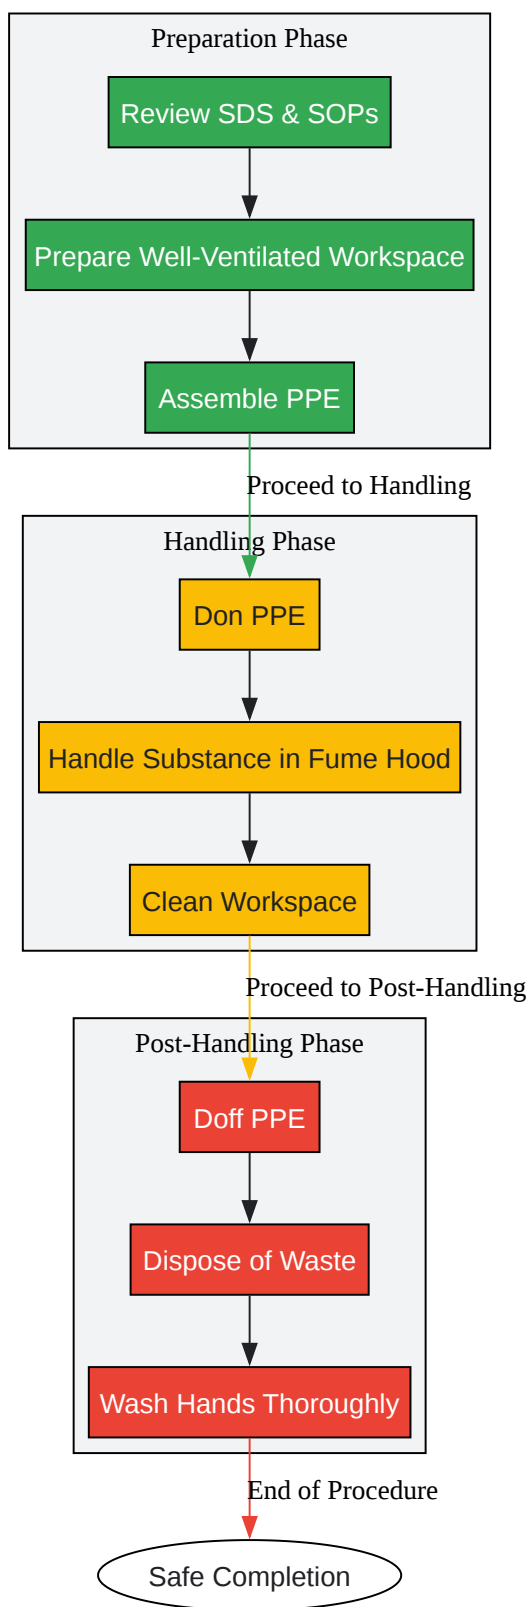 Preparation Phase
Review SDS & SOPs
Prepare Well-Ventilated Workspace
Assemble PPE
Proceed to Handling
Handling Phase
Don PPE
Handle Substance in Fume Hood
Clean Workspace
Proceed to Post-Handling
Post-Handling Phase
Doff PPE
Dispose of Waste
Wash Hands Thoroughly
End of Procedure
Safe Completion